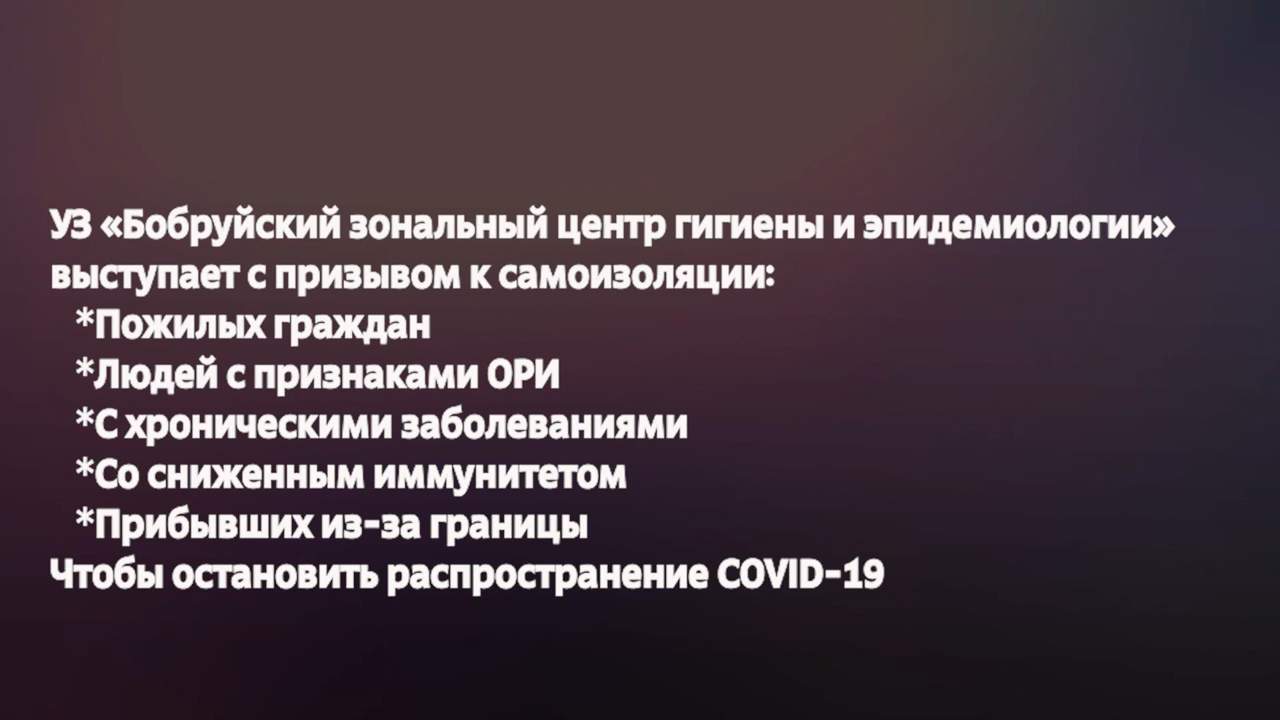 УЗ «Бобруйский зональный центр гигиены и эпидемиологии»
выступает с призывом к самоизоляции:
*Пожилых граждан
*Людей с признаками ОРИ
*С хроническими заболеваниями
*Со сниженным иммунитетом
*Прибывших из-за границы
Чтобы остановить распространение COVID-19